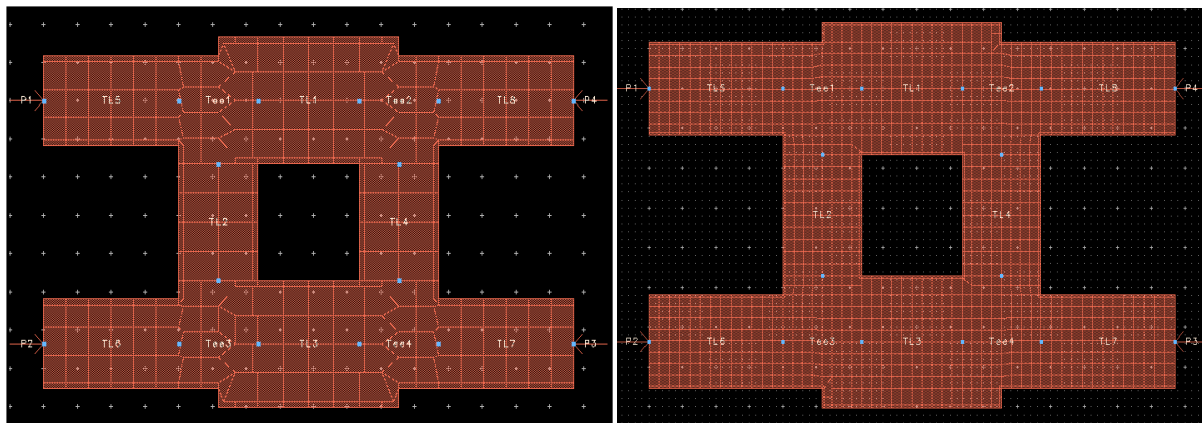 P1 TL5 Tee1 TL1 Tee2 TL8 P4
TL2 TL4
P2 TL6 Tee3 TL3 Tee4 TL7 P3
P1 TL5 Tee1 TL1 Tee2 TL8 P4
TL2 TL4
P2 TL6 Tee3 TL3 Tee4 TL7 P3